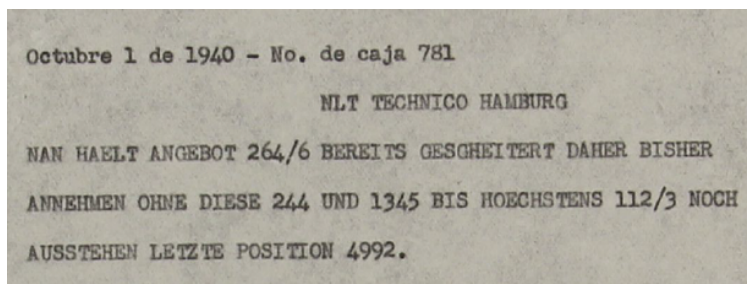 Octubre 1 de 1940 - No. de caja 781
NLT TECHNICO HAMBURG
NAN HAELT ANGEBOT 264/6 BEREITS GESGHEITERT DAHER BISHER
ANNEHMEN OHNE DIESE 244 UND 1345 BIS HOECHSTENS 112/3 NOCH
AUSSTEHEN LETZTE POSITION 4992.